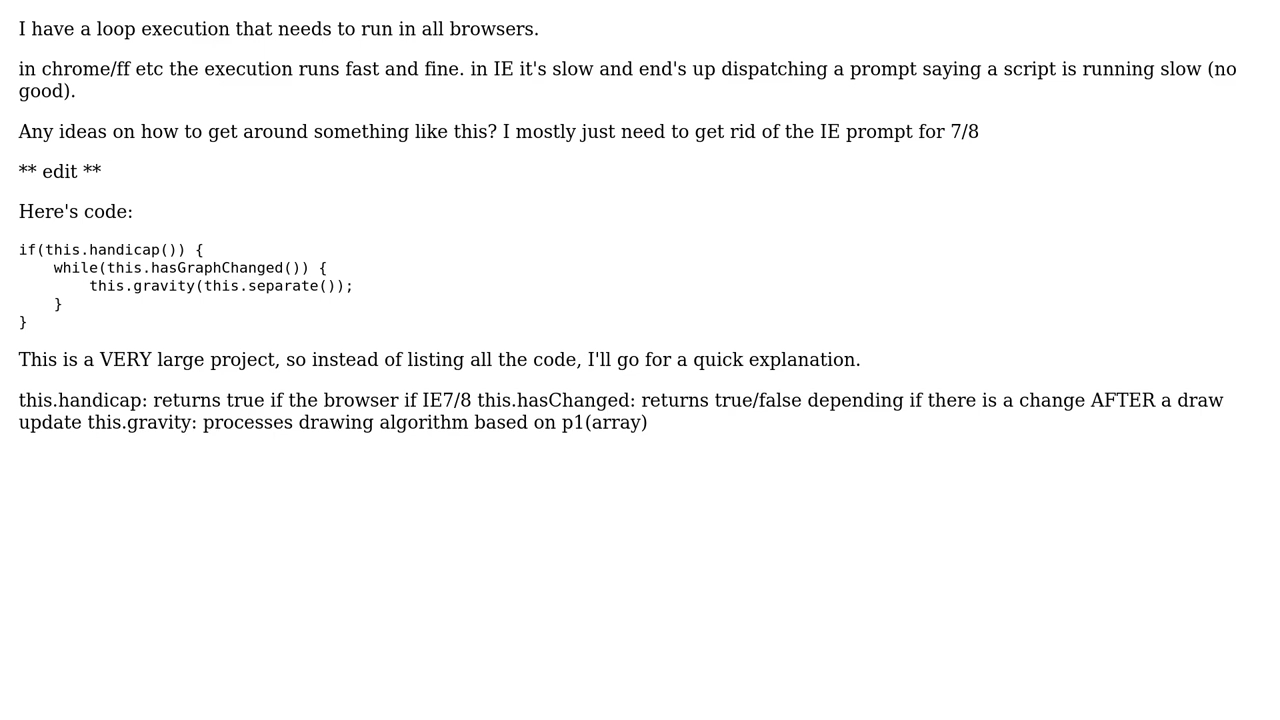 I have a loop execution that needs to run in all browsers.
in chrome/ff etc the execution runs fast and fine. in IE it's slow and end's up dispatching a prompt saying a script is running slow (no
good).
Any ideas on how to get around something like this? I mostly just need to get rid of the IE prompt for 7/8
** edit **
Here's code:
if(this.handicap()) {
    while(this.hasGraphChanged()) {
        this.gravity(this.separate());
    }
}
This is a VERY large project, so instead of listing all the code, I'll go for a quick explanation.
this.handicap: returns true if the browser if IE7/8 this.hasChanged: returns true/false depending if there is a change AFTER a draw
update this.gravity: processes drawing algorithm based on p1(array)